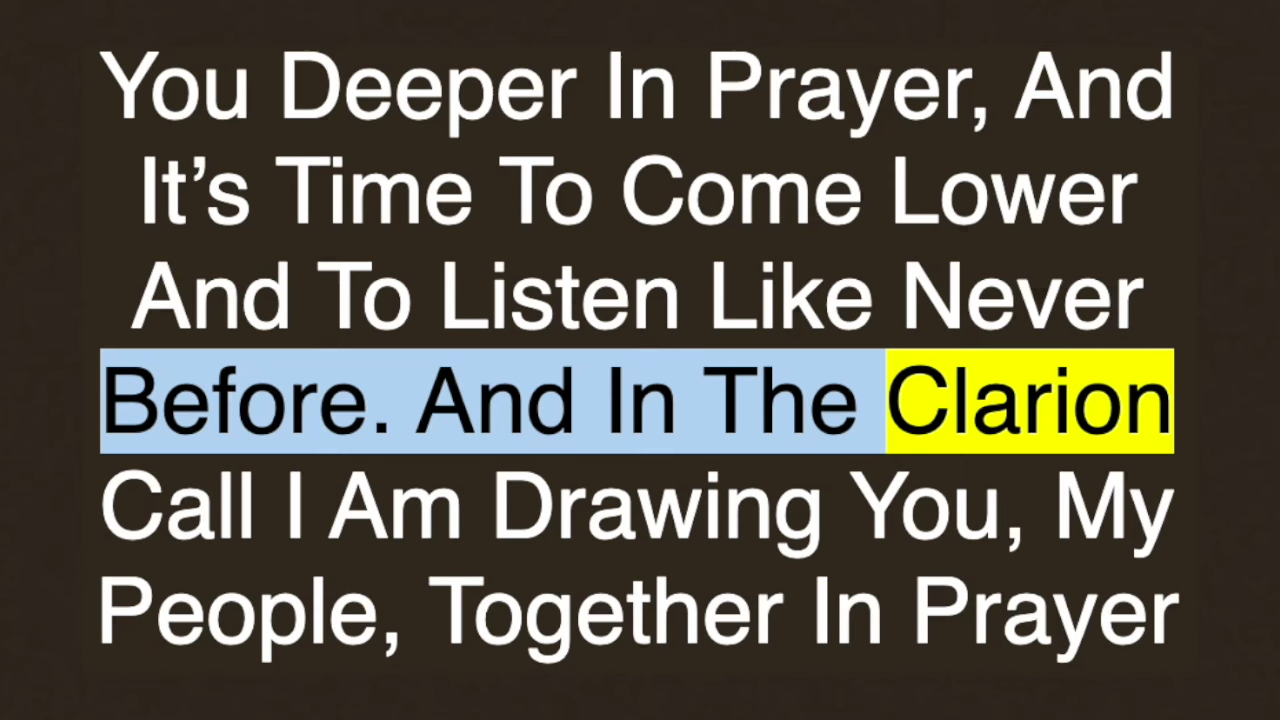 You Deeper In Prayer, And
It’s Time To Come Lower
And To Listen Like Never
Before. And In The Clarion
Call I Am Drawing You, My
People, Together In Prayer